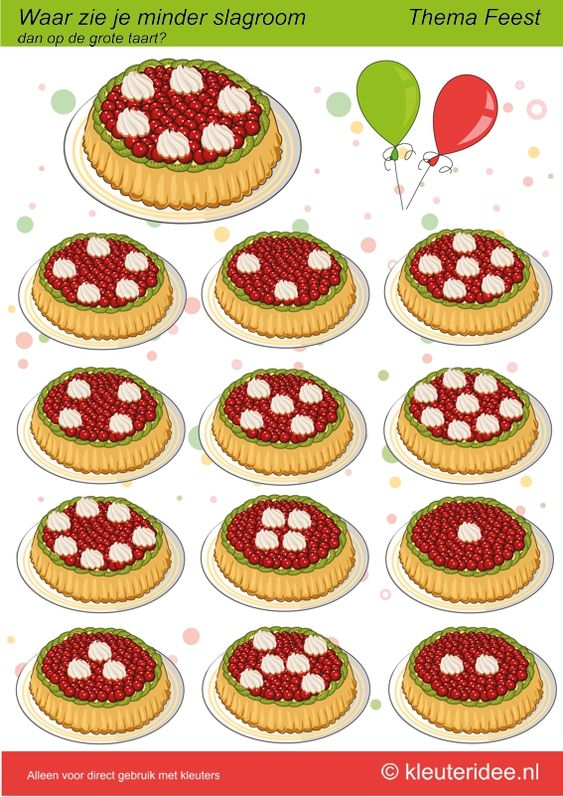 Waar zie je minder slagroom
dan op de grote taart?
Thema Feest
Alleen voor direct gebruik met kleuters
© kleuteridee.nl